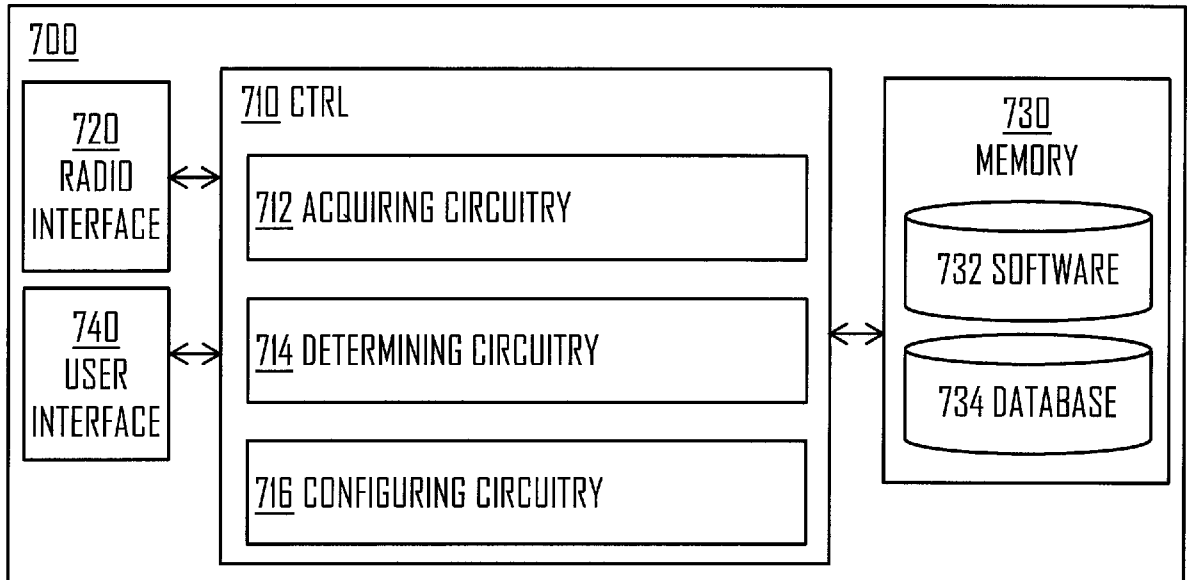 700
720
RADIO
INTERFACE
740
USER
INTERFACE
710 CTRL
712 ACQUIRING CIRCUITRY
714 DETERMINING CIRCUITRY
716 CONFIGURING CIRCUITRY
730
MEMORY
732 SOFTWARE
734 DATABASE